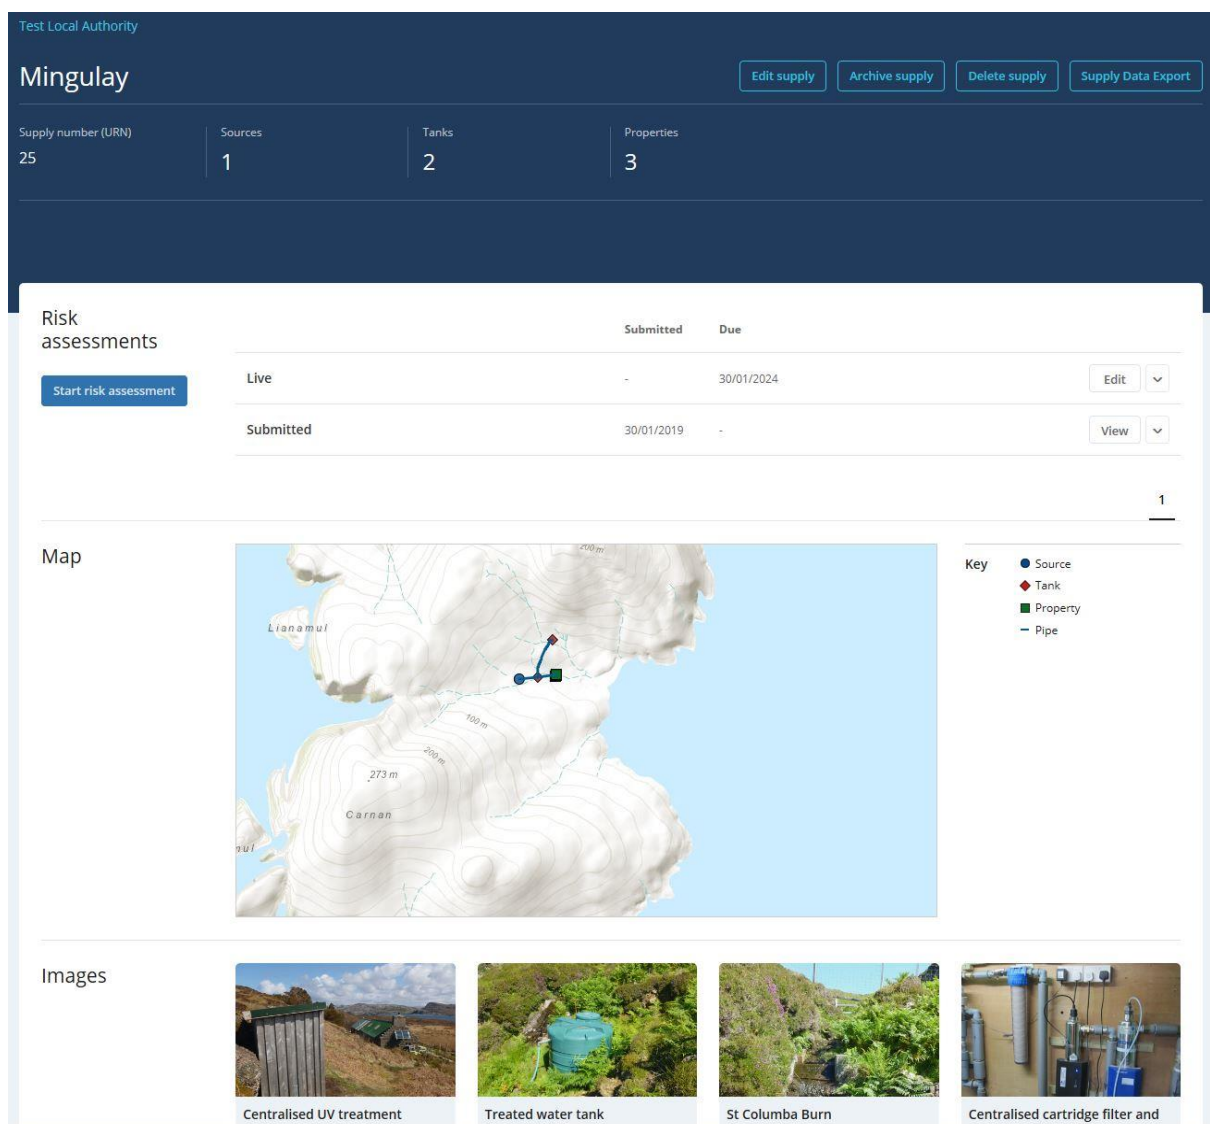 Test Local Authority
Mingulay
Edit supply
Archive supply
Delete supply
Supply Data Export
Supply number (URN)
Sources
Tanks
Properties
25
1
2
3
Risk
assessments
Submitted
Due
Start risk assessment
Live
-
30/01/2024
Edit
Submitted
30/01/2019
-
View
1
Map
200 m
Lianamul
100 m
200 m
273 m
Carnan
mul
Key
Source
Tank
Property
Pipe
Images
Centralised UV treatment
Treated water tank
St Columba Burn
Centralised cartridge filter and